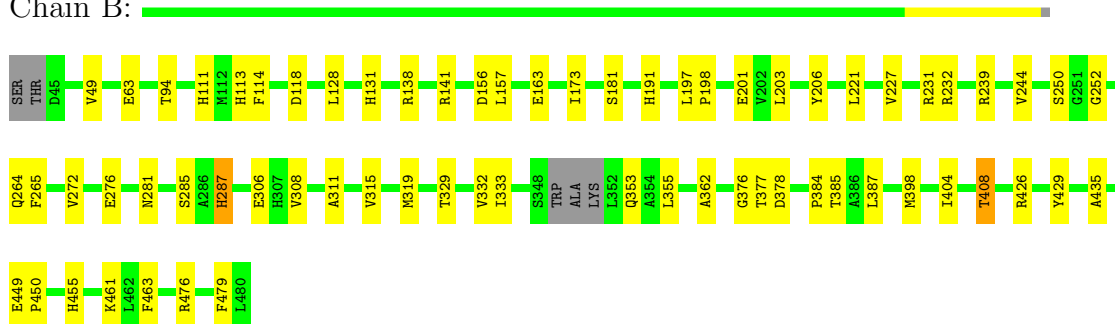 Chain B:
SER THR D45 V49 E63 T94 H111 M112 H113 F114 D118 L128 H131 R138 R141 D156 L157 E163 I173 S181 H191 L197 P198 E201 V202 L203 Y206 L221 V227 R231 R232 R239 V244 S250 G251 G252
Q264 F265 V272 E276 N281 S285 A286 H287 E306 H307 V308 A311 V315 M319 T329 V332 I333 S348 TRP ALA LYS L352 Q353 A354 L355 A362 G376 T377 D378 P384 T385 A386 L387 M398 I404 T408 R426 Y429 A435
E449 P450 H455 K461 L462 F463 R476 F479 L480